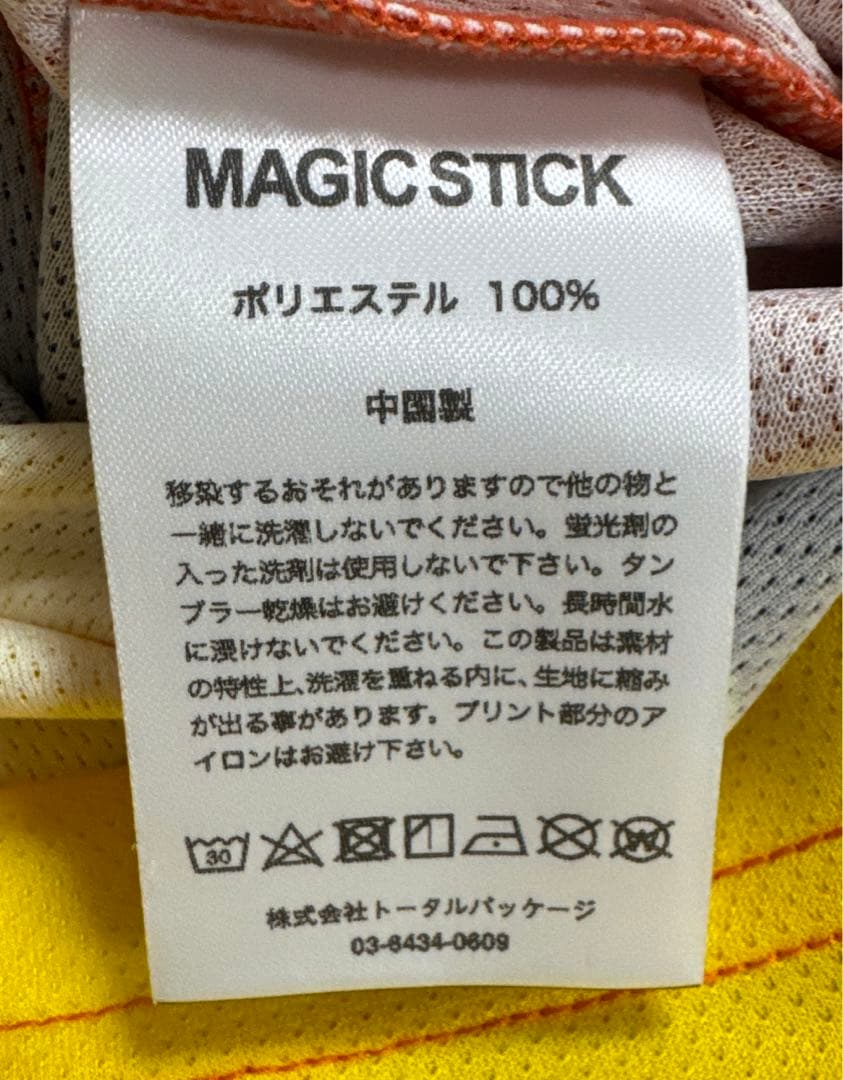 MAGIC STICK
ポリエステル 100%
中国製
移染するおそれがありますので他の物と
一緒に洗濯しないでください。蛍光剤の
入った洗剤は使用しないで下さい。タン
ブラー乾燥はお避けください。長時間水
に浸けないでください。この製品は素材
の特性上、洗濯を重ねる内に、生地に縮み
が出る事があります。プリント部分のア
イロンはお避け下さい。
30 W
株式会社トータルパッケージ
03-6434-0609